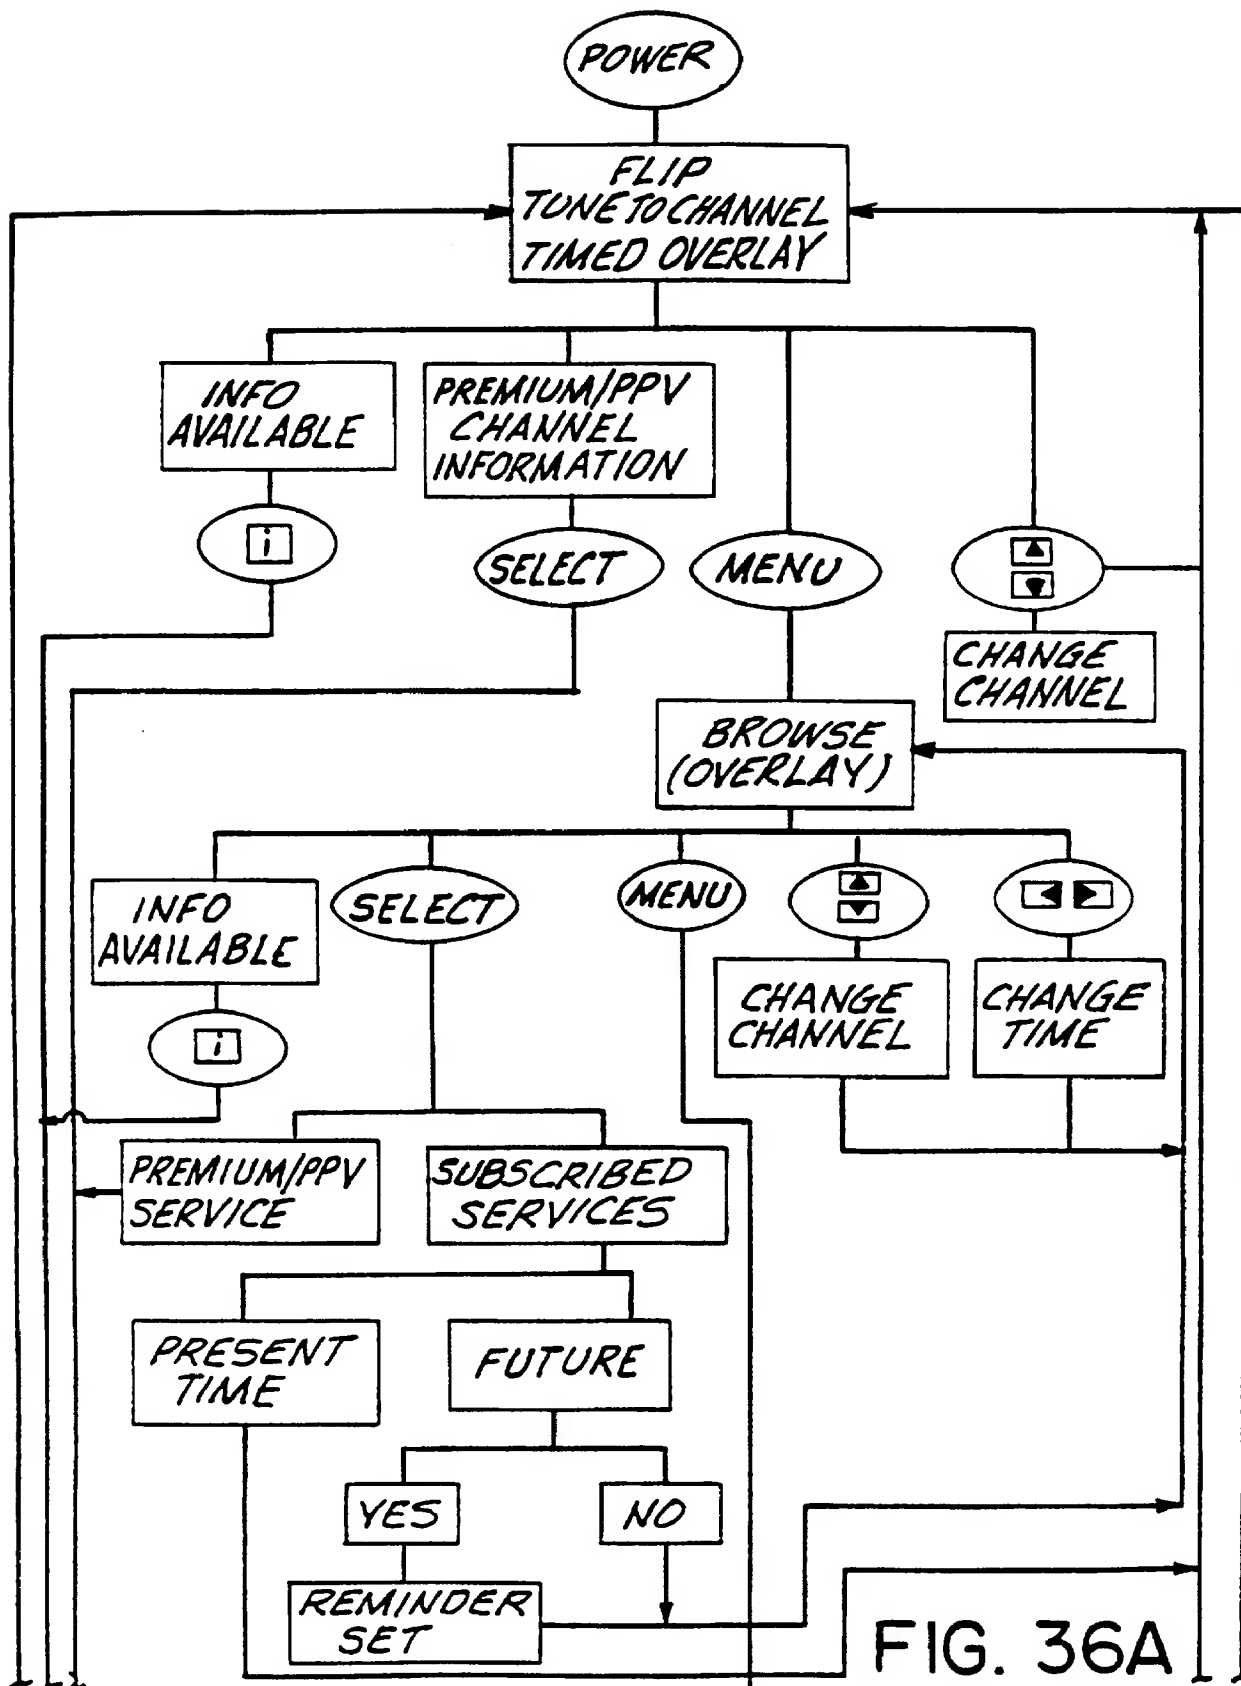 POWER
FLIP
TUNE TO CHANNEL
TIMED OVERLAY
INFO
AVAILABLE
PREMIUM/PPV
CHANNEL
INFORMATION
i
SELECT
MENU
CHANGE
CHANNEL
BROWSE
(OVERLAY)
INFO
AVAILABLE
SELECT
MENU
CHANGE
CHANNEL
CHANGE
TIME
i
PREMIUM/PPV
SERVICE
SUBSCRIBED
SERVICES
PRESENT
TIME
FUTURE
YES
NO
REMINDER
SET
FIG. 36A